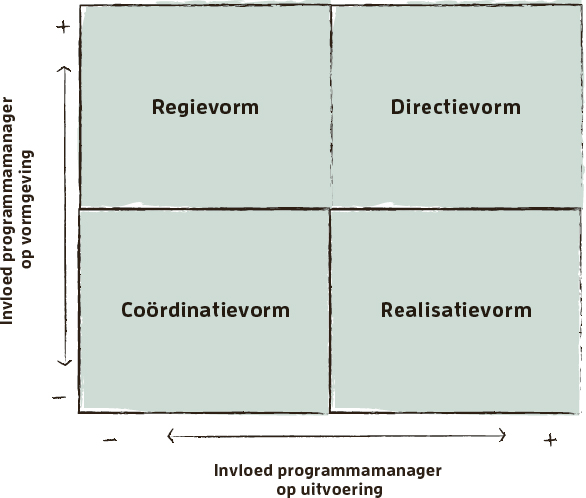 +
Regievorm
Directievorm
Invloed programmamanager
op vormgeving
Coördinatievorm
Realisatievorm
−
− +
Invloed programmamanager
op uitvoering